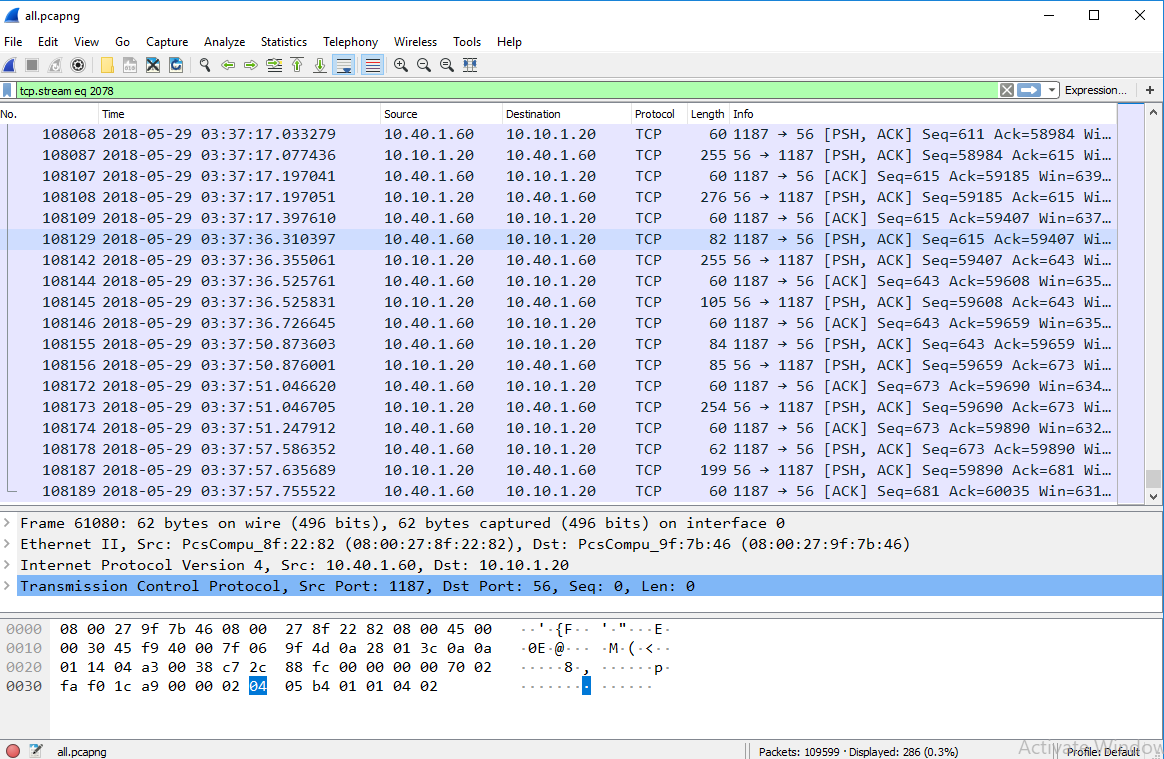 all.pcapng
File Edit View Go Capture Analyze Statistics Telephony Wireless Tools Help
tcp.stream eq 2078 Expression… +
No. Time Source Destination Protocol Length Info
108068 2018-05-29 03:37:17.033279 10.40.1.60 10.10.1.20 TCP 60 1187 → 56 [PSH, ACK] Seq=611 Ack=58984 Wi…
108087 2018-05-29 03:37:17.077436 10.10.1.20 10.40.1.60 TCP 255 56 → 1187 [PSH, ACK] Seq=58984 Ack=615 Wi…
108107 2018-05-29 03:37:17.197041 10.40.1.60 10.10.1.20 TCP 60 1187 → 56 [ACK] Seq=615 Ack=59185 Win=639…
108108 2018-05-29 03:37:17.197051 10.10.1.20 10.40.1.60 TCP 276 56 → 1187 [PSH, ACK] Seq=59185 Ack=615 Wi…
108109 2018-05-29 03:37:17.397610 10.40.1.60 10.10.1.20 TCP 60 1187 → 56 [ACK] Seq=615 Ack=59407 Win=637…
108129 2018-05-29 03:37:36.310397 10.40.1.60 10.10.1.20 TCP 82 1187 → 56 [PSH, ACK] Seq=615 Ack=59407 Wi…
108142 2018-05-29 03:37:36.355061 10.10.1.20 10.40.1.60 TCP 255 56 → 1187 [PSH, ACK] Seq=59407 Ack=643 Wi…
108144 2018-05-29 03:37:36.525761 10.40.1.60 10.10.1.20 TCP 60 1187 → 56 [ACK] Seq=643 Ack=59608 Win=635…
108145 2018-05-29 03:37:36.525831 10.10.1.20 10.40.1.60 TCP 105 56 → 1187 [PSH, ACK] Seq=59608 Ack=643 Wi…
108146 2018-05-29 03:37:36.726645 10.40.1.60 10.10.1.20 TCP 60 1187 → 56 [ACK] Seq=643 Ack=59659 Win=635…
108155 2018-05-29 03:37:50.873603 10.40.1.60 10.10.1.20 TCP 84 1187 → 56 [PSH, ACK] Seq=643 Ack=59659 Wi…
108156 2018-05-29 03:37:50.876001 10.10.1.20 10.40.1.60 TCP 85 56 → 1187 [PSH, ACK] Seq=59659 Ack=673 Wi…
108172 2018-05-29 03:37:51.046620 10.40.1.60 10.10.1.20 TCP 60 1187 → 56 [ACK] Seq=673 Ack=59690 Win=634…
108173 2018-05-29 03:37:51.046705 10.10.1.20 10.40.1.60 TCP 254 56 → 1187 [PSH, ACK] Seq=59690 Ack=673 Wi…
108174 2018-05-29 03:37:51.247912 10.40.1.60 10.10.1.20 TCP 60 1187 → 56 [ACK] Seq=673 Ack=59890 Win=632…
108178 2018-05-29 03:37:57.586352 10.40.1.60 10.10.1.20 TCP 62 1187 → 56 [PSH, ACK] Seq=673 Ack=59890 Wi…
108187 2018-05-29 03:37:57.635689 10.10.1.20 10.40.1.60 TCP 199 56 → 1187 [PSH, ACK] Seq=59890 Ack=681 Wi…
108189 2018-05-29 03:37:57.755522 10.40.1.60 10.10.1.20 TCP 60 1187 → 56 [ACK] Seq=681 Ack=60035 Win=631…
Frame 61080: 62 bytes on wire (496 bits), 62 bytes captured (496 bits) on interface 0
Ethernet II, Src: PcsCompu_8f:22:82 (08:00:27:8f:22:82), Dst: PcsCompu_9f:7b:46 (08:00:27:9f:7b:46)
Internet Protocol Version 4, Src: 10.40.1.60, Dst: 10.10.1.20
Transmission Control Protocol, Src Port: 1187, Dst Port: 56, Seq: 0, Len: 0
0000 08 00 27 9f 7b 46 08 00 27 8f 22 82 08 00 45 00 ··'·{F·· '·"···E·
0010 00 30 45 f9 40 00 7f 06 9f 4d 0a 28 01 3c 0a 0a ·0E·@··· ·M·(·<··
0020 01 14 04 a3 00 38 c7 2c 88 fc 00 00 00 00 70 02 ·····8·, ······p·
0030 fa f0 1c a9 00 00 02 04 05 b4 01 01 04 02 ········ ······
all.pcapng Packets: 109599 · Displayed: 286 (0.3%) Profile: Default
Activate Window